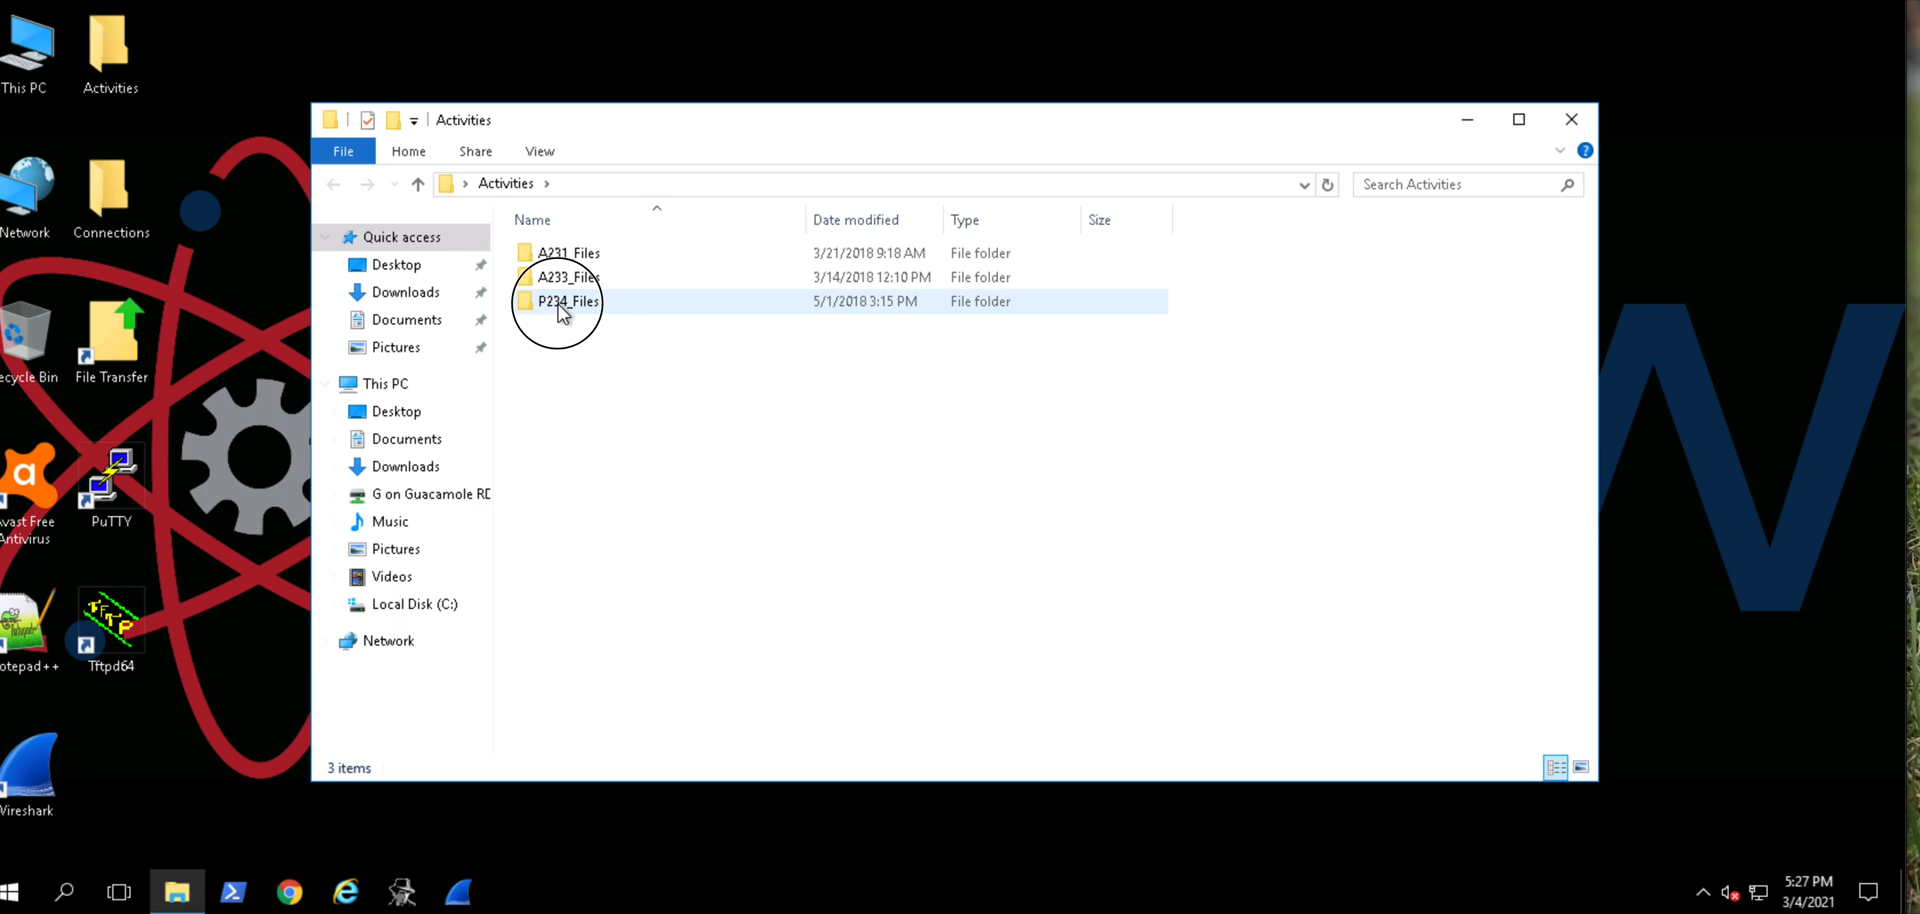 This PC
Activities
Network
Connections
ecycle Bin
File Transfer
Avast Free
Antivirus
PuTTY
otepad++
Tftpd64
Wireshark
Activities
File
Home
Share
View
Activities
Search Activities
Name
Date modified
Type
Size
A231_Files
3/21/2018 9:18 AM
File folder
A233_Files
3/14/2018 12:10 PM
File folder
P234_Files
5/1/2018 3:15 PM
File folder
Quick access
Desktop
Downloads
Documents
Pictures
This PC
Desktop
Documents
Downloads
G on Guacamole RD
Music
Pictures
Videos
Local Disk (C:)
Network
3 items
5:27 PM
3/4/2021